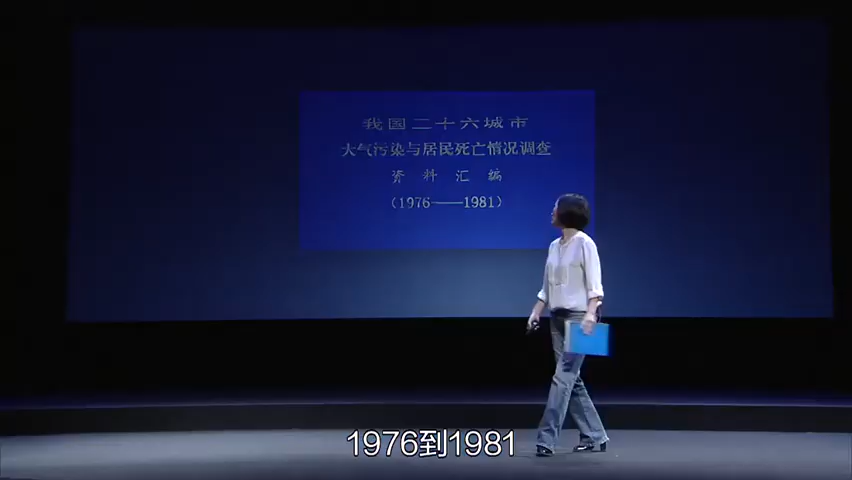 我国二十六城市
大气污染与居民死亡情况调查
资料汇编
(1976——1981)
1976到1981